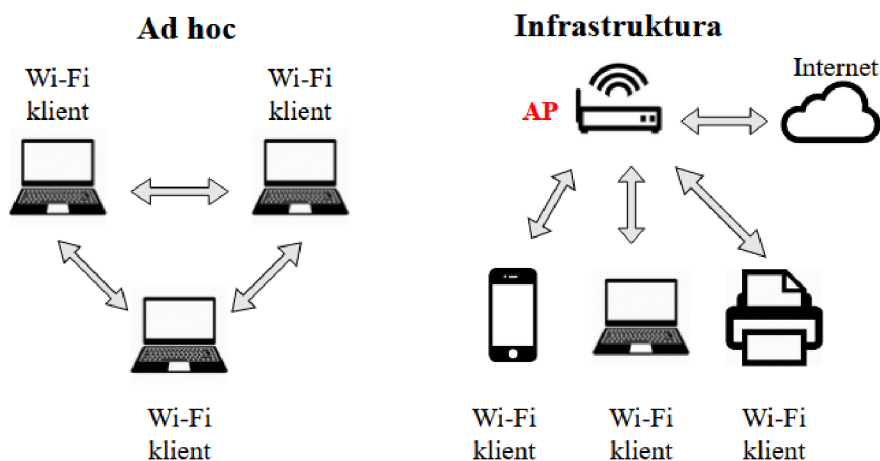 Ad hoc
Wi-Fi
klient
Wi-Fi
klient
Wi-Fi
klient
Infrastruktura
AP
Internet
Wi-Fi
klient
Wi-Fi
klient
Wi-Fi
klient